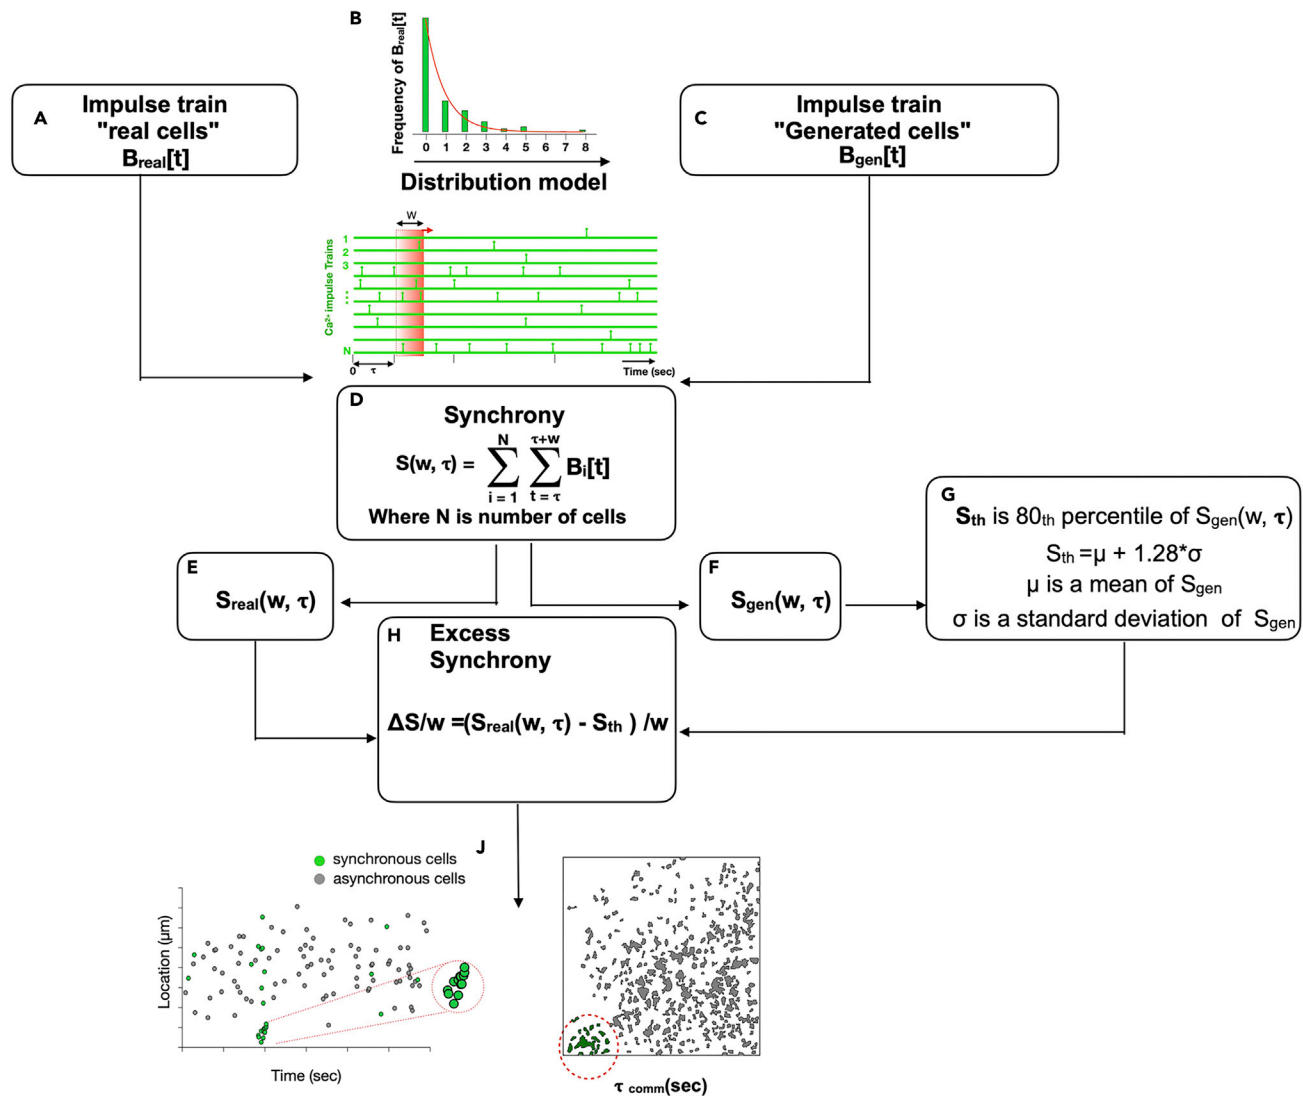 A
Impulse train
"real cells"
Breal[t]
B
Frequency of Breal[t]
0 1 2 3 4 5 6 7 8
Distribution model
C
Impulse train
"Generated cells"
Bgen[t]
W
Ca2+ impulse Trains
1
2
3
⋮
N
0
τ
Time (sec)
D
Synchrony
S(w, τ) = N ∑ i = 1 τ+w ∑ t = τ Bi[t]
Where N is number of cells
E
Sreal(w, τ)
F
Sgen(w, τ)
G
Sth is 80th percentile of Sgen(w, τ)
Sth =μ + 1.28*σ
μ is a mean of Sgen
σ is a standard deviation of Sgen
H
Excess
Synchrony
ΔS/w =(Sreal(w, τ) - Sth ) /w
J
synchronous cells
asynchronous cells
Location (μm)
Time (sec)
τ comm(sec)